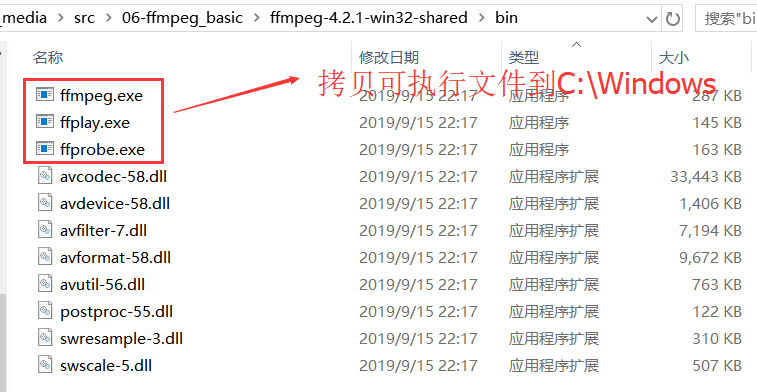 _media › src › 06-ffmpeg_basic › ffmpeg-4.2.1-win32-shared › bin 搜索"bi
名称 修改日期 类型 大小
ffmpeg.exe 2019/9/15 22:17 应用程序 287 KB
拷贝可执行文件到C:\Windows
ffplay.exe 2019/9/15 22:17 应用程序 145 KB
ffprobe.exe 2019/9/15 22:17 应用程序 163 KB
avcodec-58.dll 2019/9/15 22:17 应用程序扩展 33,443 KB
avdevice-58.dll 2019/9/15 22:17 应用程序扩展 1,406 KB
avfilter-7.dll 2019/9/15 22:17 应用程序扩展 7,194 KB
avformat-58.dll 2019/9/15 22:17 应用程序扩展 9,672 KB
avutil-56.dll 2019/9/15 22:17 应用程序扩展 763 KB
postproc-55.dll 2019/9/15 22:17 应用程序扩展 122 KB
swresample-3.dll 2019/9/15 22:17 应用程序扩展 310 KB
swscale-5.dll 2019/9/15 22:17 应用程序扩展 507 KB